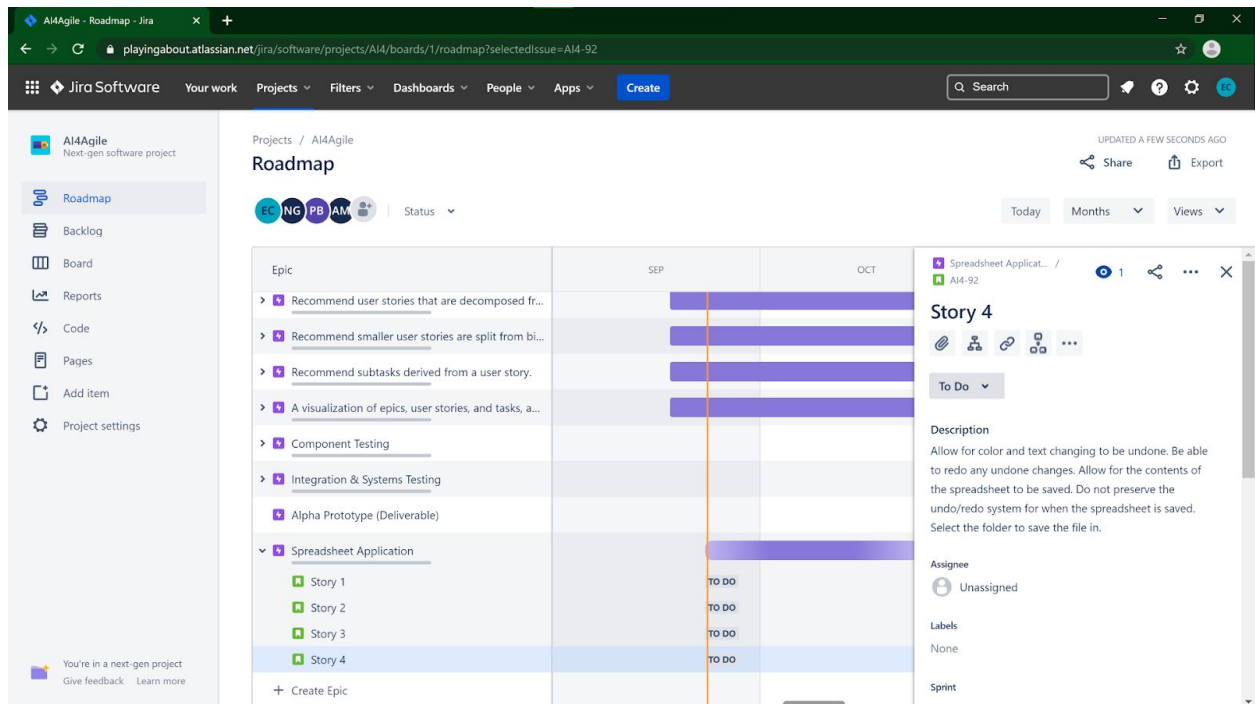 AI4Agile - Roadmap - Jira
playingabout.atlassian.net/jira/software/projects/AI4/boards/1/roadmap?selectedIssue=AI4-92
Jira Software Your work Projects Filters Dashboards People Apps Create Search EC
AI4Agile
Next-gen software project
Roadmap
Backlog
Board
Reports
Code
Pages
Add item
Project settings
You're in a next-gen project
Give feedback Learn more
Projects / AI4Agile
UPDATED A FEW SECONDS AGO
Roadmap
Share Export
EC NG PB AM Status
Today Months Views
Epic SEP OCT
Recommend user stories that are decomposed fr...
Recommend smaller user stories are split from bi...
Recommend subtasks derived from a user story.
A visualization of epics, user stories, and tasks, a...
Component Testing
Integration & Systems Testing
Alpha Prototype (Deliverable)
Spreadsheet Application
Story 1 TO DO
Story 2 TO DO
Story 3 TO DO
Story 4 TO DO
+ Create Epic
Spreadsheet Applicat... /
AI4-92
1
Story 4
To Do
Description
Allow for color and text changing to be undone. Be able
to redo any undone changes. Allow for the contents of
the spreadsheet to be saved. Do not preserve the
undo/redo system for when the spreadsheet is saved.
Select the folder to save the file in.
Assignee
Unassigned
Labels
None
Sprint